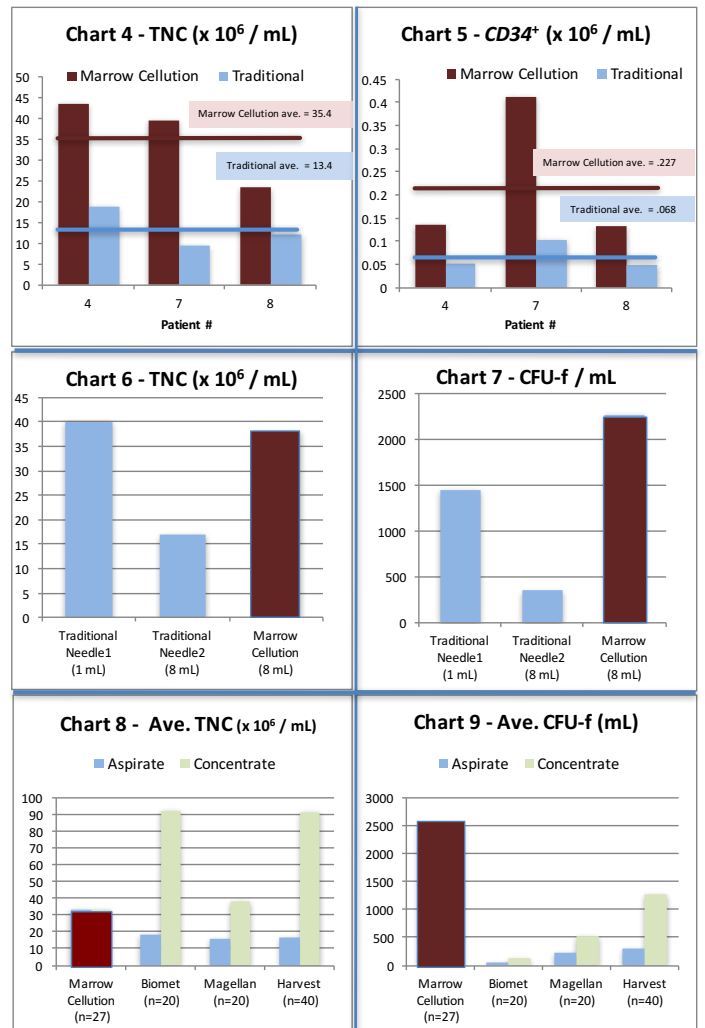 Chart 4 - TNC (x 10⁶ / mL)
Marrow Cellution Traditional
50
45
40
35
30
25
20
15
10
5
0
Marrow Cellution ave. = 35.4
Traditional ave. = 13.4
4 7 8
Patient #
Chart 5 - CD34⁺ (x 10⁶ / mL)
Marrow Cellution Traditional
0.45
0.4
0.35
0.3
0.25
0.2
0.15
0.1
0.05
0
Marrow Cellution ave. = .227
Traditional ave. = .068
4 7 8
Patient #
Chart 6 - TNC (x 10⁶ / mL)
45
40
35
30
25
20
15
10
5
0
Traditional Traditional Marrow
Needle1 Needle2 Cellution
(1 mL) (8 mL) (8 mL)
Chart 7 - CFU-f / mL
2500
2000
1500
1000
500
0
Traditional Traditional Marrow
Needle1 Needle2 Cellution
(1 mL) (8 mL) (8 mL)
Chart 8 - Ave. TNC (x 10⁶ / mL)
Aspirate Concentrate
100
90
80
70
60
50
40
30
20
10
0
Marrow Biomet Magellan Harvest
Cellution (n=20) (n=20) (n=40)
(n=27)
Chart 9 - Ave. CFU-f (mL)
Aspirate Concentrate
3000
2500
2000
1500
1000
500
0
Marrow Biomet Magellan Harvest
Cellution (n=20) (n=20) (n=40)
(n=27)